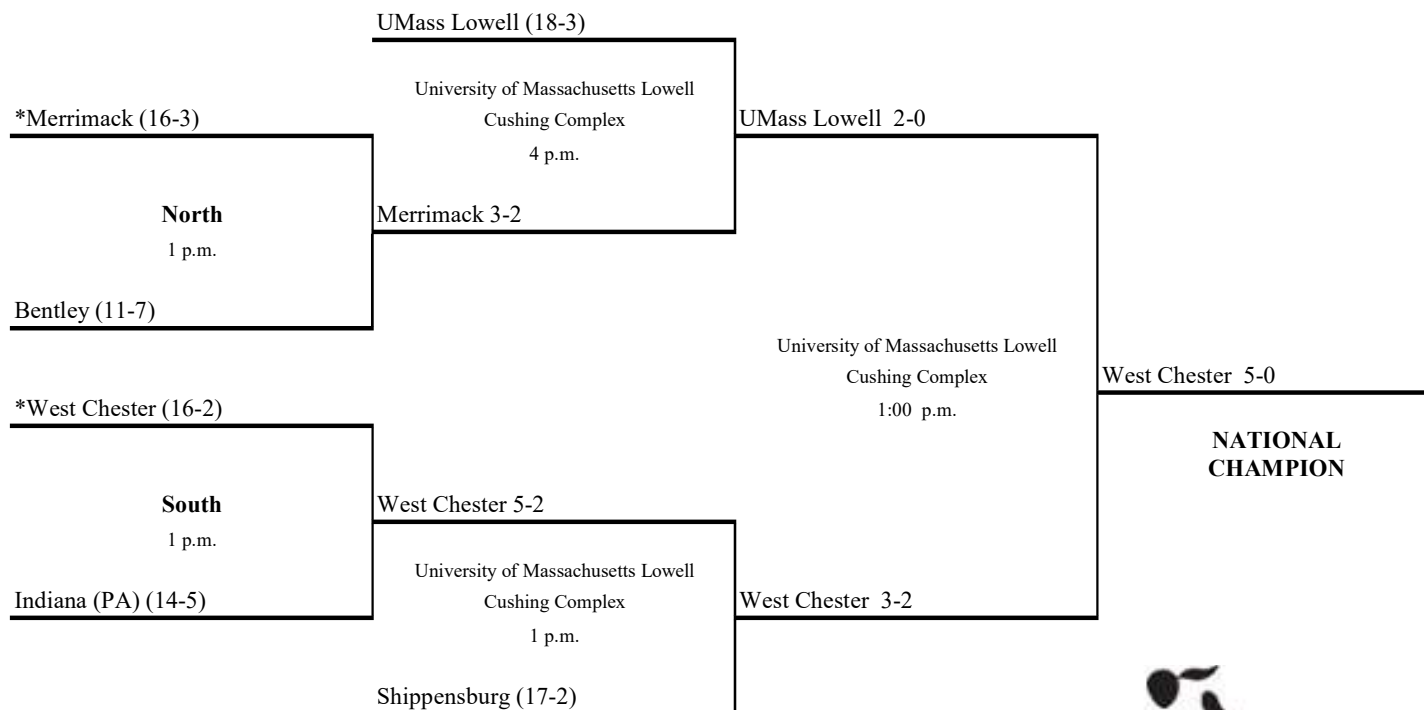 UMass Lowell (18-3)
University of Massachusetts Lowell
Cushing Complex
4 p.m.
*Merrimack (16-3)
UMass Lowell 2-0
North
1 p.m.
Merrimack 3-2
Bentley (11-7)
University of Massachusetts Lowell
Cushing Complex
1:00 p.m.
West Chester 5-0
NATIONAL
CHAMPION
*West Chester (16-2)
South
1 p.m.
West Chester 5-2
Indiana (PA) (14-5)
University of Massachusetts Lowell
Cushing Complex
1 p.m.
West Chester 3-2
Shippensburg (17-2)